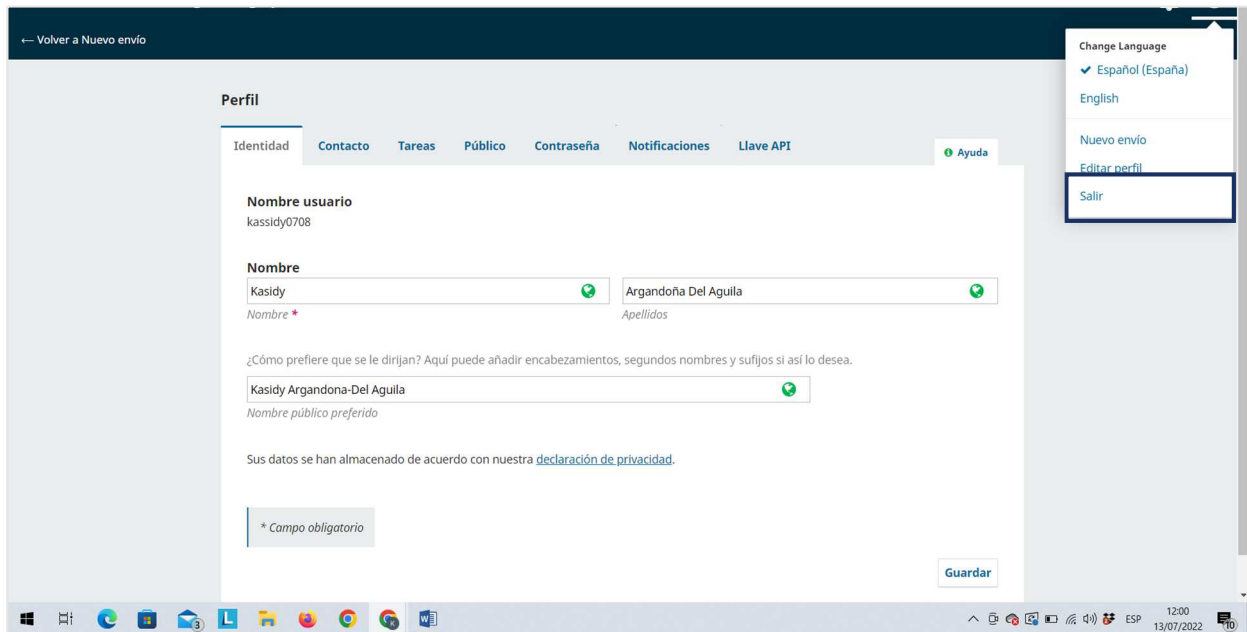 ← Volver a Nuevo envío
Change Language
✔ Español (España)
English
Nuevo envío
Editar perfil
Salir
Perfil
Identidad Contacto Tareas Público Contraseña Notificaciones Llave API
Ayuda
Nombre usuario
kassidy0708
Nombre
Kasidy Argandoña Del Aguila
Nombre * Apellidos
¿Cómo prefiere que se le dirijan? Aquí puede añadir encabezamientos, segundos nombres y sufijos si así lo desea.
Kasidy Argandona-Del Aguila
Nombre público preferido
Sus datos se han almacenado de acuerdo con nuestra declaración de privacidad.
* Campo obligatorio
Guardar
3
L
K
W
ESP
12:00
13/07/2022
10